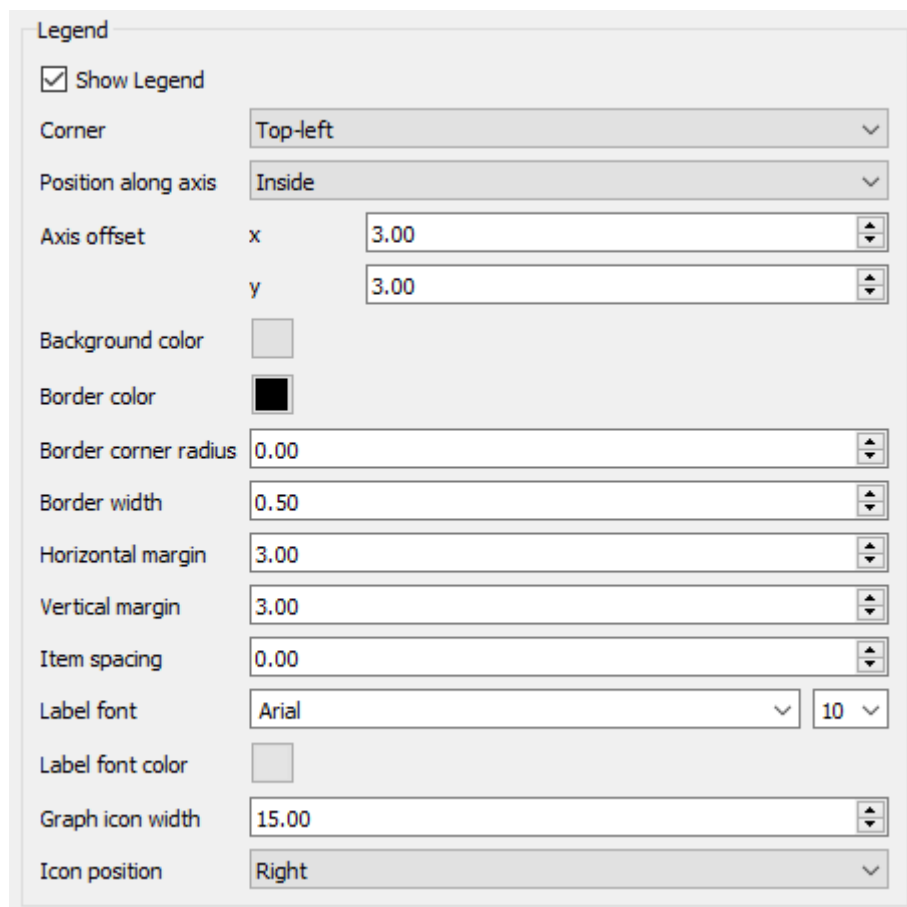 Legend
Show Legend
Corner Top-left
Position along axis Inside
Axis offset x 3.00
y 3.00
Background color
Border color
Border corner radius 0.00
Border width 0.50
Horizontal margin 3.00
Vertical margin 3.00
Item spacing 0.00
Label font Arial 10
Label font color
Graph icon width 15.00
Icon position Right